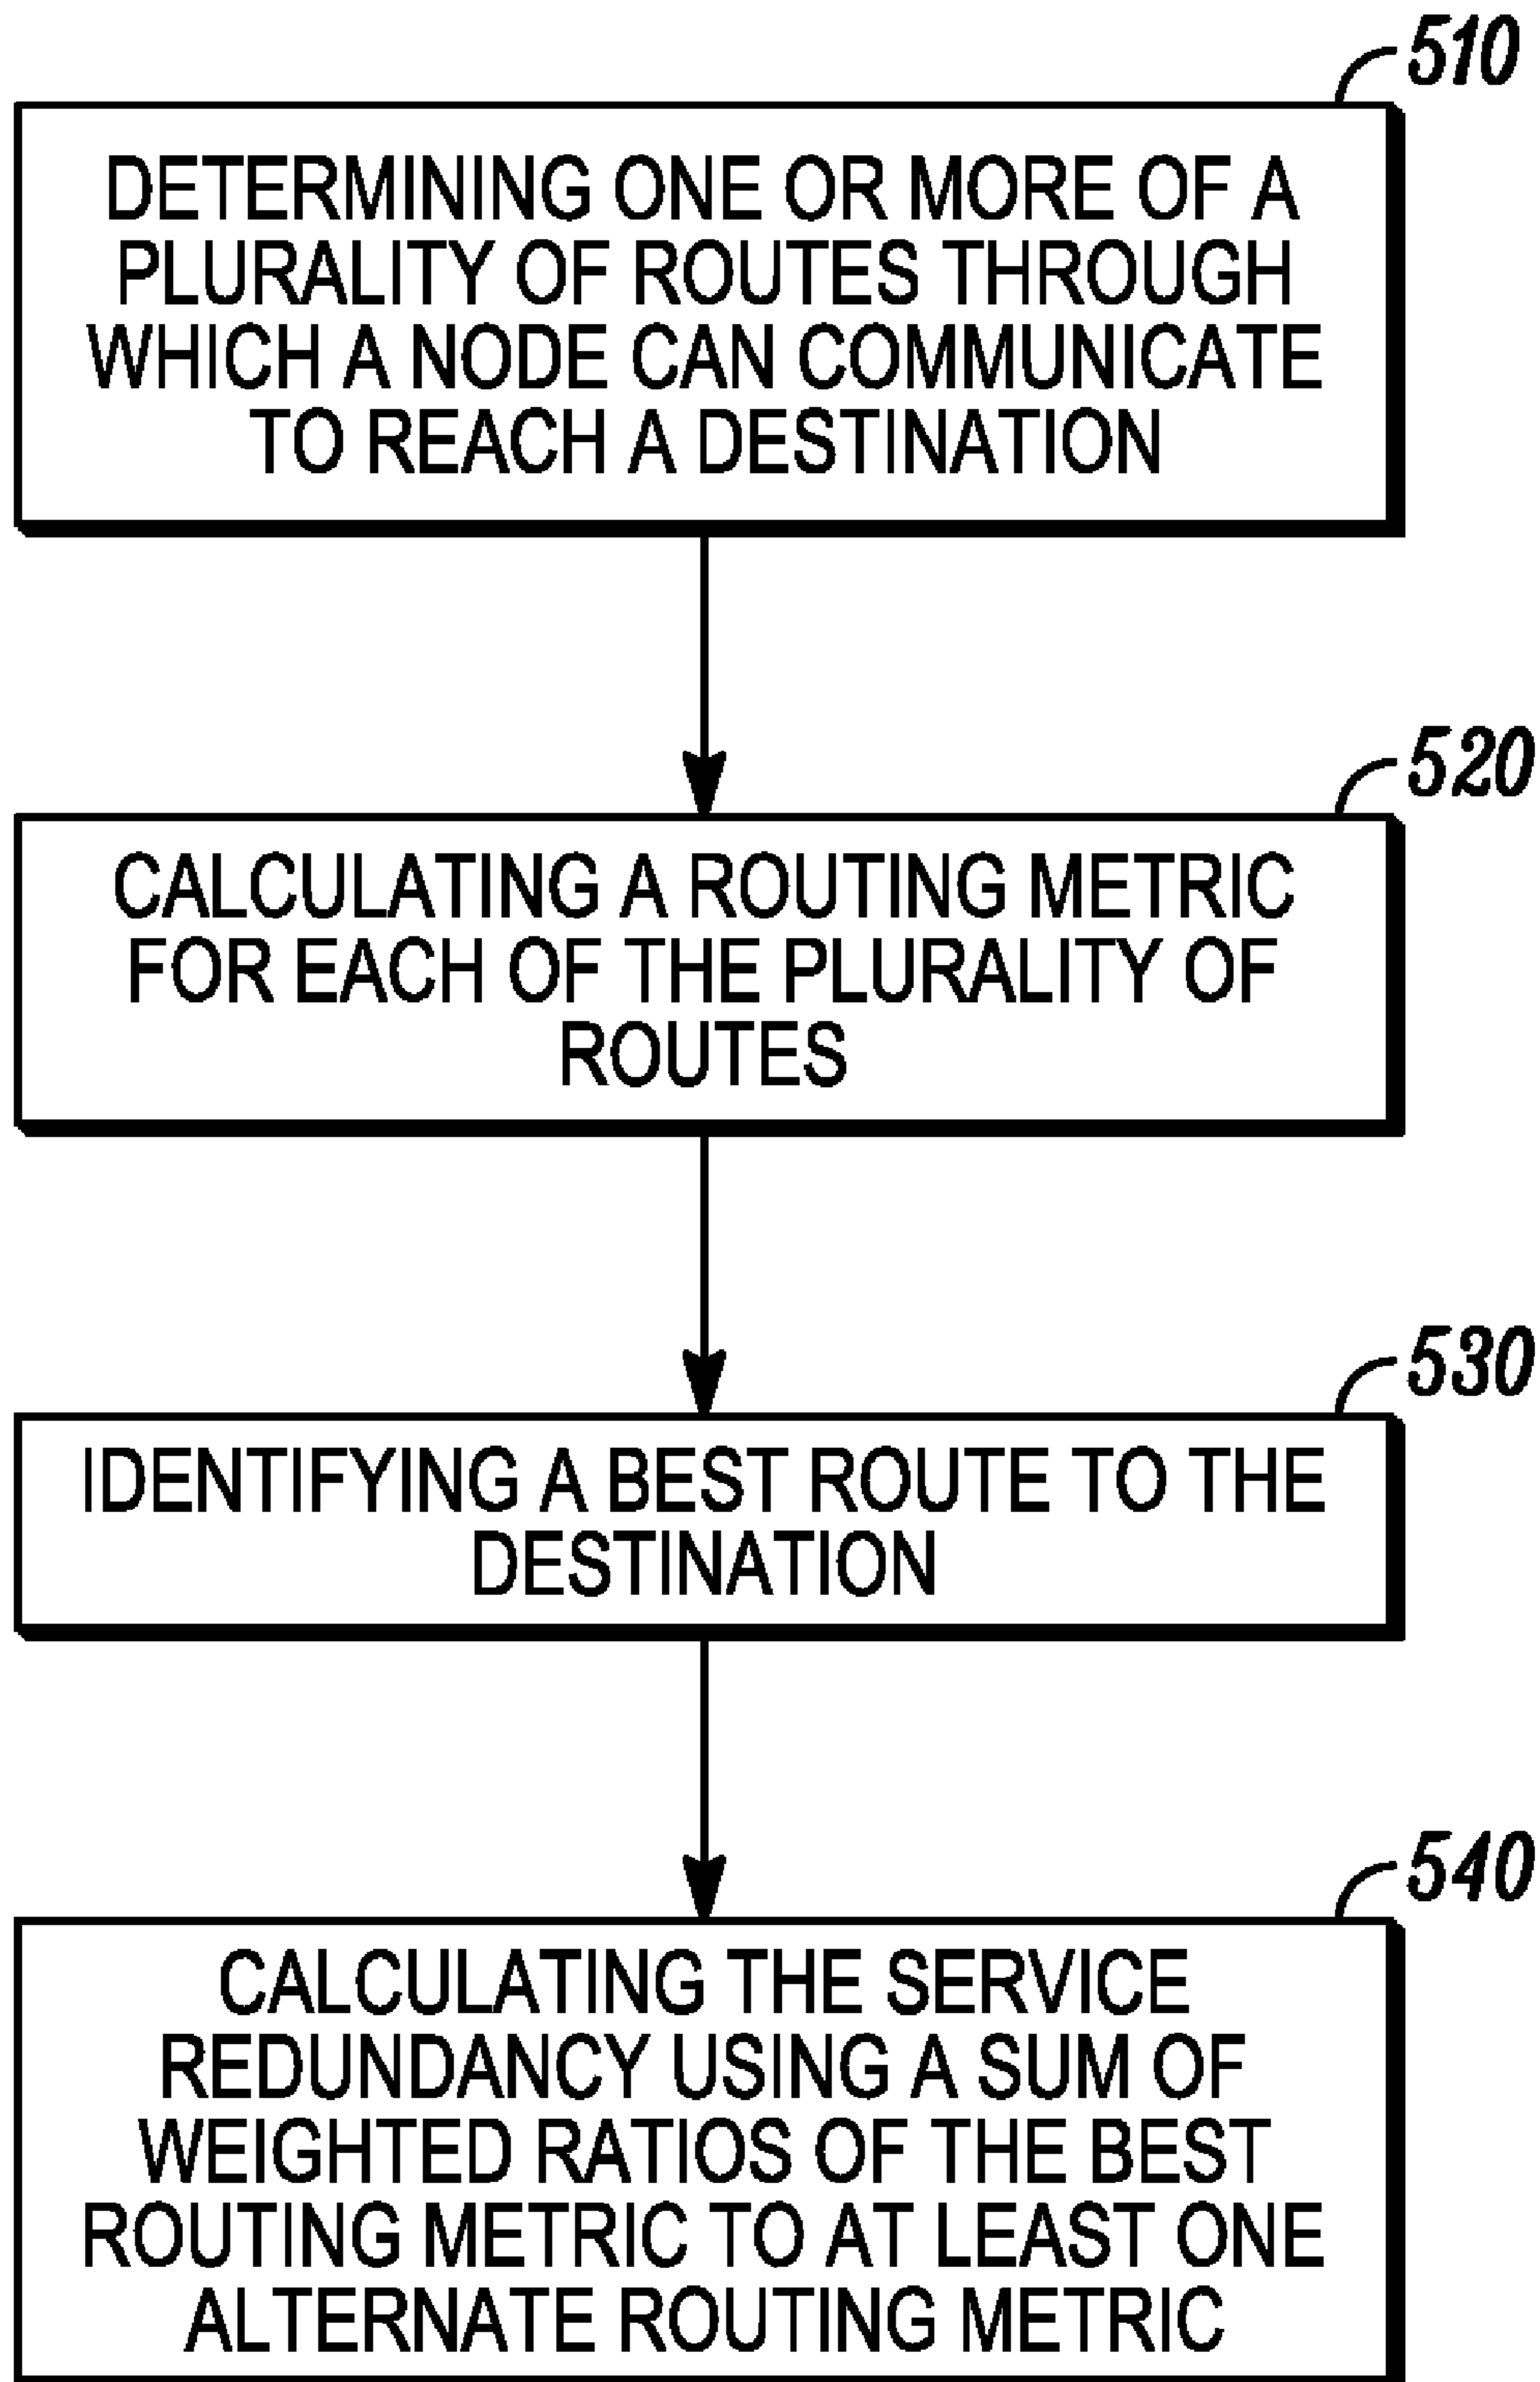 510
DETERMINING ONE OR MORE OF A
PLURALITY OF ROUTES THROUGH
WHICH A NODE CAN COMMUNICATE
TO REACH A DESTINATION
520
CALCULATING A ROUTING METRIC
FOR EACH OF THE PLURALITY OF
ROUTES
530
IDENTIFYING A BEST ROUTE TO THE
DESTINATION
540
CALCULATING THE SERVICE
REDUNDANCY USING A SUM OF
WEIGHTED RATIOS OF THE BEST
ROUTING METRIC TO AT LEAST ONE
ALTERNATE ROUTING METRIC